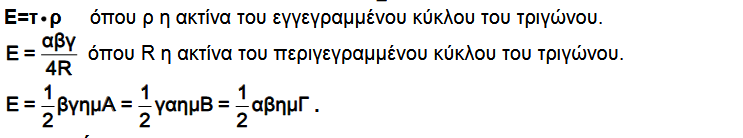 Ε=τ•ρ όπου ρ η ακτίνα του εγγεγραμμένου κύκλου του τριγώνου.
Ε = αβγ/4R όπου R η ακτίνα του περιγεγραμμένου κύκλου του τριγώνου.
Ε = 1/2 βγημΑ = 1/2 γαημΒ = 1/2 αβημΓ .